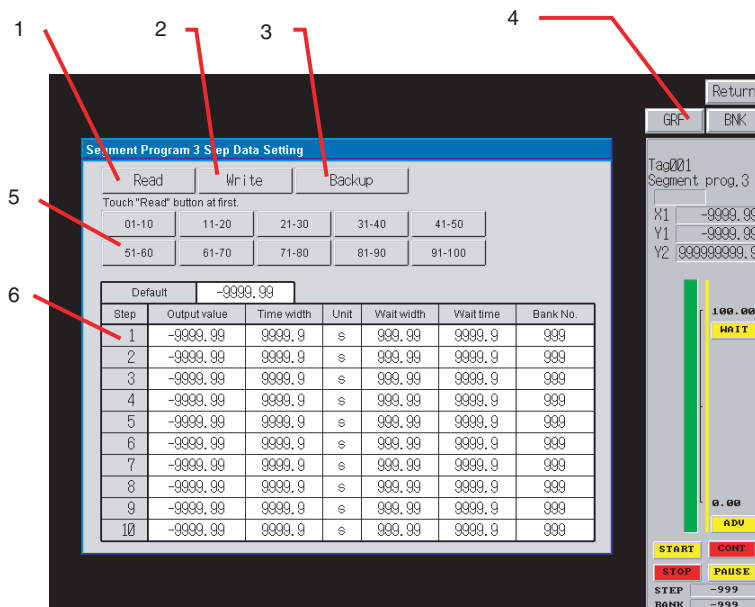 1
2
3
4
Return
GRF BNK
Segment Program 3 Step Data Setting
Read Write Backup
Touch "Read" button at first.
5
01-10 11-20 21-30 31-40 41-50
51-60 61-70 71-80 81-90 91-100
6
Default -9999.99
Step Output value Time width Unit Wait width Wait time Bank No.
1 -9999.99 9999.9 s 999.99 9999.9 999
2 -9999.99 9999.9 s 999.99 9999.9 999
3 -9999.99 9999.9 s 999.99 9999.9 999
4 -9999.99 9999.9 s 999.99 9999.9 999
5 -9999.99 9999.9 s 999.99 9999.9 999
6 -9999.99 9999.9 s 999.99 9999.9 999
7 -9999.99 9999.9 s 999.99 9999.9 999
8 -9999.99 9999.9 s 999.99 9999.9 999
9 -9999.99 9999.9 s 999.99 9999.9 999
10 -9999.99 9999.9 s 999.99 9999.9 999
Tag001
Segment prog.3
X1 -9999.99
Y1 -9999.99
Y2 999999999.9
100.00
WAIT
0.00
ADV
START CONT
STOP PAUSE
STEP -999
BANK -999